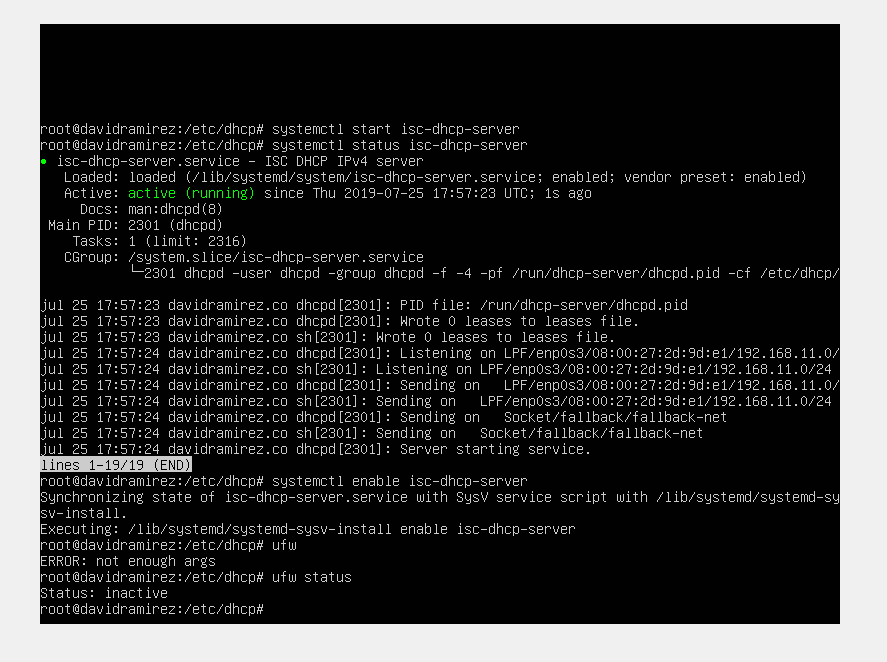 root@davidramirez:/etc/dhcp# systemctl start isc-dhcp-server
root@davidramirez:/etc/dhcp# systemctl status isc-dhcp-server
● isc-dhcp-server.service - ISC DHCP IPv4 server
   Loaded: loaded (/lib/systemd/system/isc-dhcp-server.service; enabled; vendor preset: enabled)
   Active: active (running) since Thu 2019-07-25 17:57:23 UTC; 1s ago
     Docs: man:dhcpd(8)
 Main PID: 2301 (dhcpd)
    Tasks: 1 (limit: 2316)
   CGroup: /system.slice/isc-dhcp-server.service
           └─2301 dhcpd -user dhcpd -group dhcpd -f -4 -pf /run/dhcp-server/dhcpd.pid -cf /etc/dhcp/
jul 25 17:57:23 davidramirez.co dhcpd[2301]: PID file: /run/dhcp-server/dhcpd.pid
jul 25 17:57:23 davidramirez.co dhcpd[2301]: Wrote 0 leases to leases file.
jul 25 17:57:23 davidramirez.co sh[2301]: Wrote 0 leases to leases file.
jul 25 17:57:24 davidramirez.co dhcpd[2301]: Listening on LPF/enp0s3/08:00:27:2d:9d:e1/192.168.11.0/
jul 25 17:57:24 davidramirez.co sh[2301]: Listening on LPF/enp0s3/08:00:27:2d:9d:e1/192.168.11.0/24
jul 25 17:57:24 davidramirez.co dhcpd[2301]: Sending on   LPF/enp0s3/08:00:27:2d:9d:e1/192.168.11.0/
jul 25 17:57:24 davidramirez.co sh[2301]: Sending on   LPF/enp0s3/08:00:27:2d:9d:e1/192.168.11.0/24
jul 25 17:57:24 davidramirez.co dhcpd[2301]: Sending on   Socket/fallback/fallback-net
jul 25 17:57:24 davidramirez.co sh[2301]: Sending on   Socket/fallback/fallback-net
jul 25 17:57:24 davidramirez.co dhcpd[2301]: Server starting service.
lines 1-19/19 (END)
root@davidramirez:/etc/dhcp# systemctl enable isc-dhcp-server
Synchronizing state of isc-dhcp-server.service with SysV service script with /lib/systemd/systemd-sy
sv-install.
Executing: /lib/systemd/systemd-sysv-install enable isc-dhcp-server
root@davidramirez:/etc/dhcp# ufw
ERROR: not enough args
root@davidramirez:/etc/dhcp# ufw status
Status: inactive
root@davidramirez:/etc/dhcp#